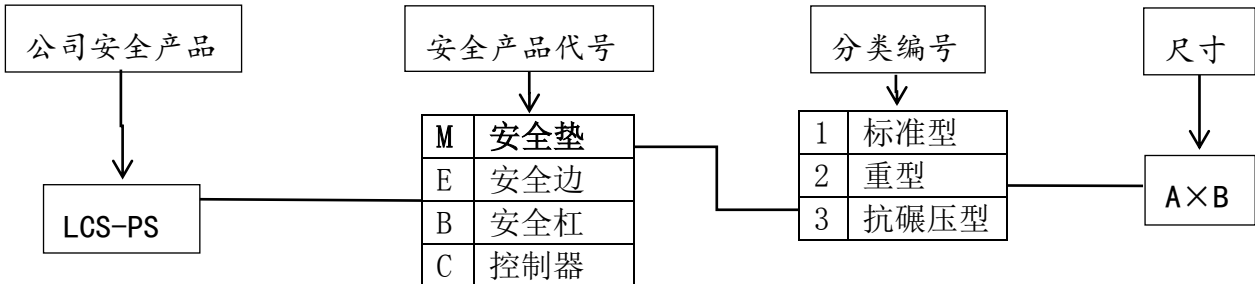 公司安全产品
安全产品代号
分类编号
尺寸
LCS-PS
M 安全垫
E 安全边
B 安全杠
C 控制器
1 标准型
2 重型
3 抗碾压型
A×B